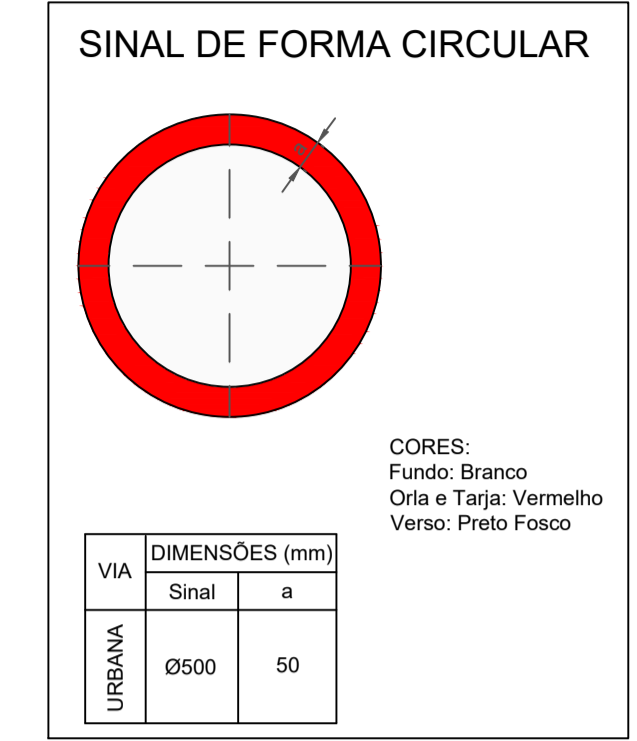 SINAL DE FORMA CIRCULAR
a
CORES:
Fundo: Branco
Orla e Tarja: Vermelho
Verso: Preto Fosco
VIA
DIMENSÕES (mm)
Sinal
a
URBANA
Ø500
50